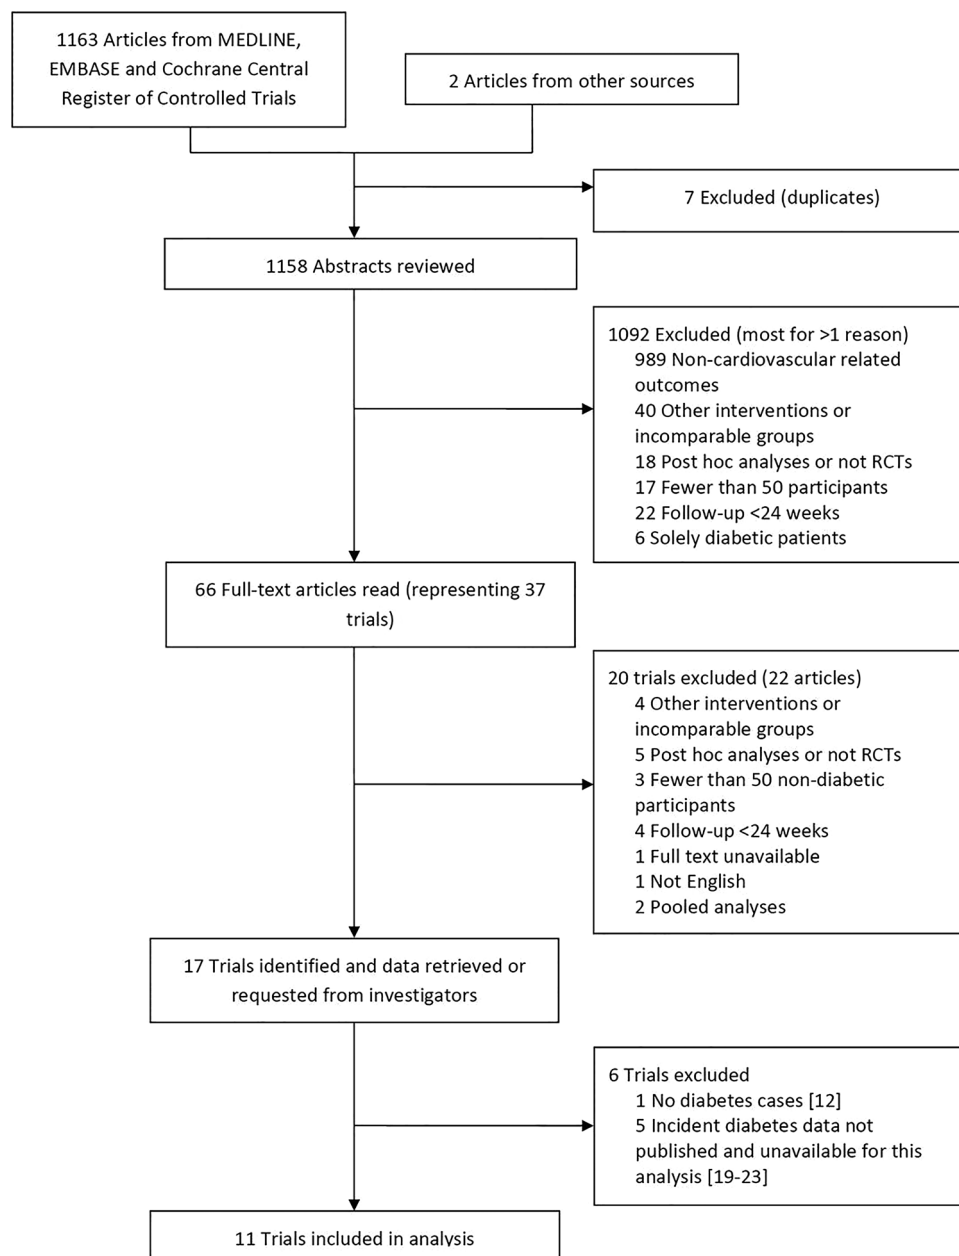 1163 Articles from MEDLINE,
EMBASE and Cochrane Central
Register of Controlled Trials
2 Articles from other sources
7 Excluded (duplicates)
1158 Abstracts reviewed
1092 Excluded (most for >1 reason)
989 Non-cardiovascular related
outcomes
40 Other interventions or
incomparable groups
18 Post hoc analyses or not RCTs
17 Fewer than 50 participants
22 Follow-up <24 weeks
6 Solely diabetic patients
66 Full-text articles read (representing 37
trials)
20 trials excluded (22 articles)
4 Other interventions or
incomparable groups
5 Post hoc analyses or not RCTs
3 Fewer than 50 non-diabetic
participants
4 Follow-up <24 weeks
1 Full text unavailable
1 Not English
2 Pooled analyses
17 Trials identified and data retrieved or
requested from investigators
6 Trials excluded
1 No diabetes cases [12]
5 Incident diabetes data not
published and unavailable for this
analysis [19-23]
11 Trials included in analysis